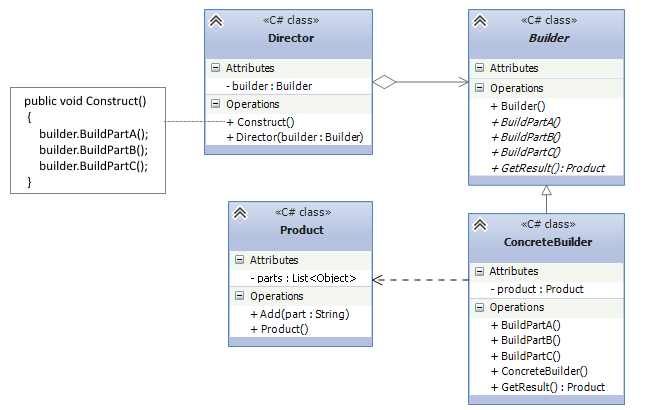 «C# class»
Director
Attributes
- builder : Builder
Operations
+ Construct()
+ Director(builder : Builder)
«C# class»
Builder
Attributes
Operations
+ Builder()
+ BuildPartA()
+ BuildPartB()
+ BuildPartC()
+ GetResult() : Product
public void Construct()
{
builder.BuildPartA();
builder.BuildPartB();
builder.BuildPartC();
}
«C# class»
Product
Attributes
- parts : List<Object>
Operations
+ Add(part : String)
+ Product()
«C# class»
ConcreteBuilder
Attributes
- product : Product
Operations
+ BuildPartA()
+ BuildPartB()
+ BuildPartC()
+ ConcreteBuilder()
+ GetResult() : Product